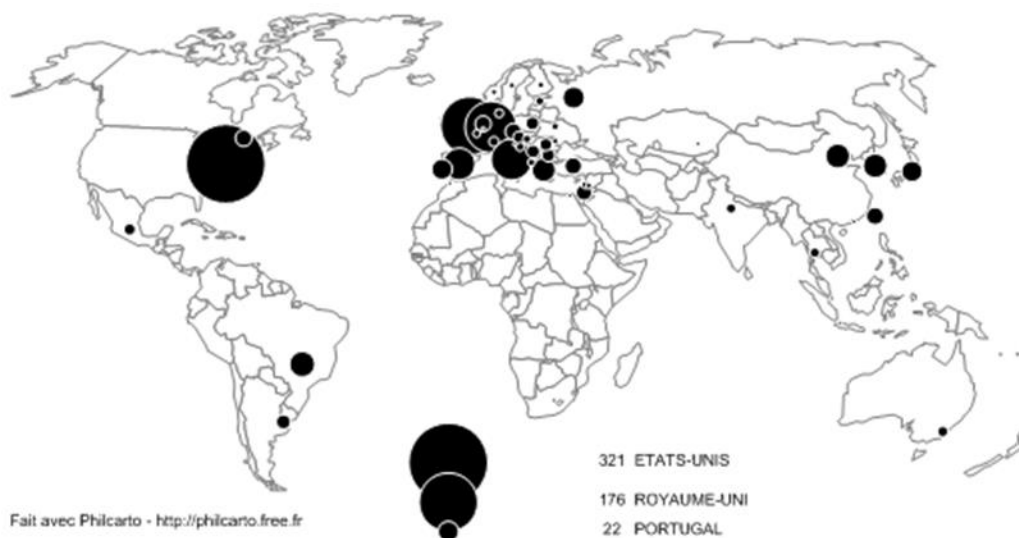 321 ETATS-UNIS
176 ROYAUME-UNI
Fait avec Philcarto - http://philcarto.free.fr
22 PORTUGAL